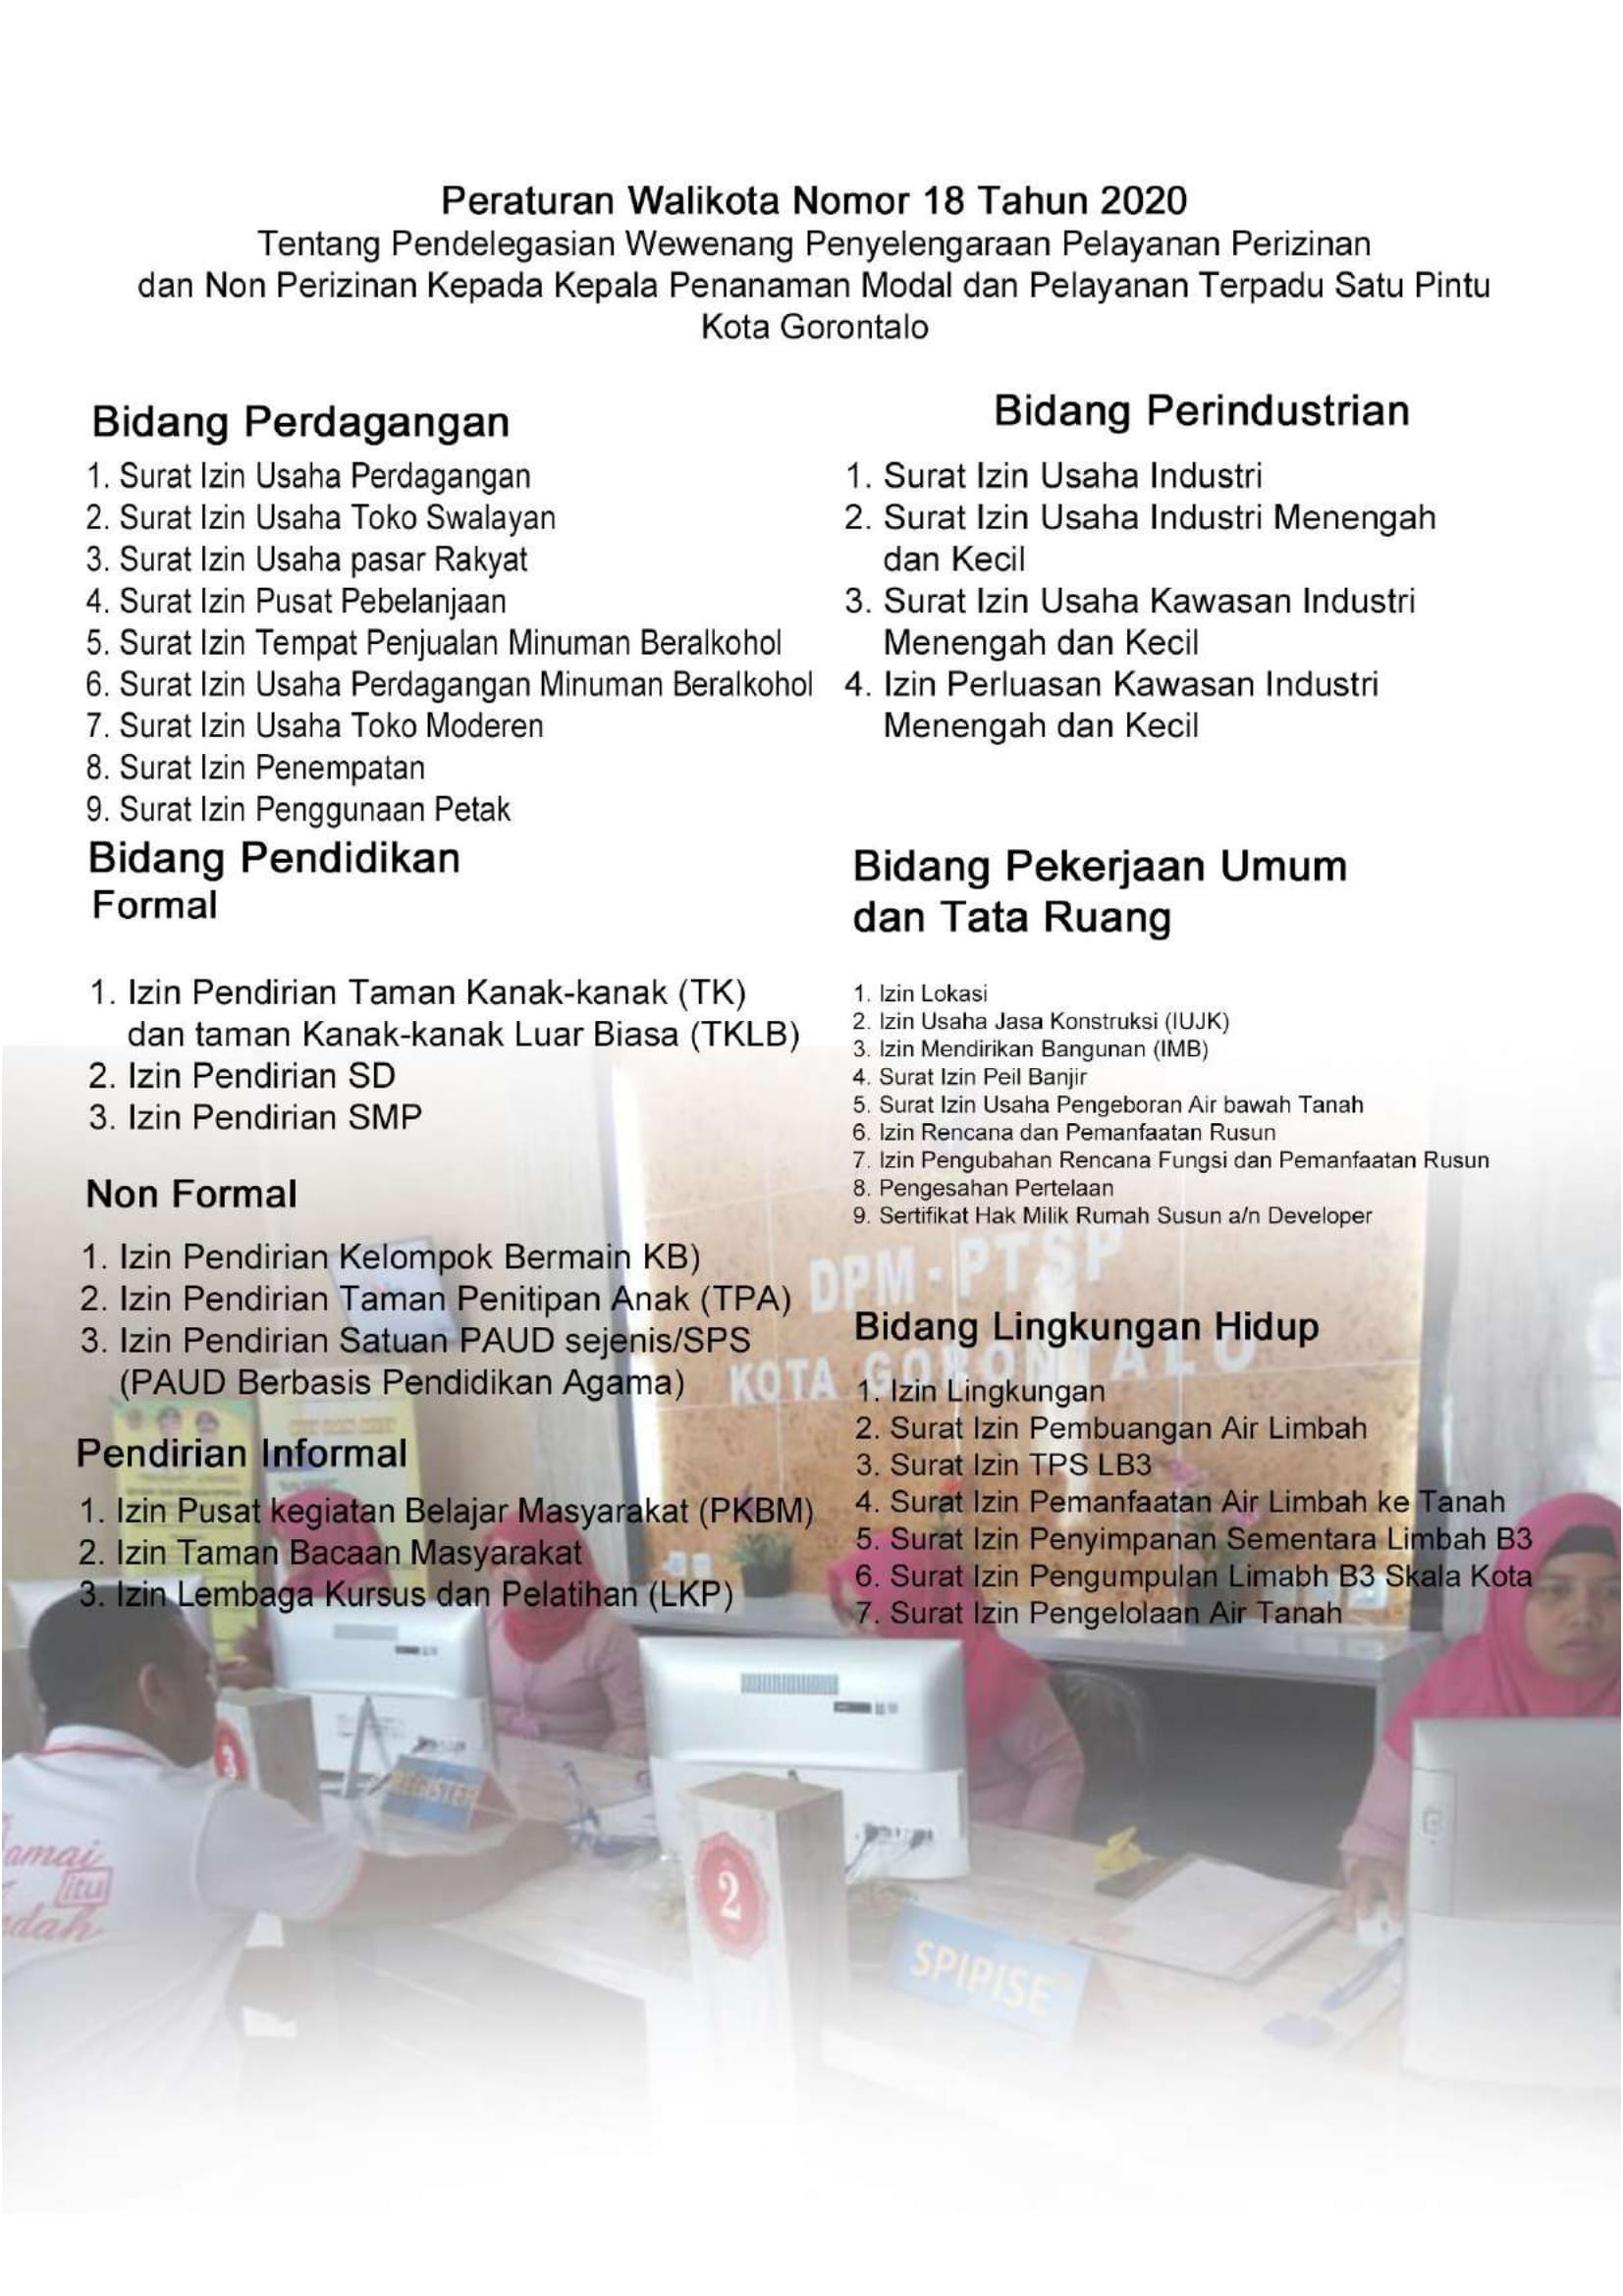 Peraturan Walikota Nomor 18 Tahun 2020
Tentang Pendelegasian Wewenang Penyelengaraan Pelayanan Perizinan
dan Non Perizinan Kepada Kepala Penanaman Modal dan Pelayanan Terpadu Satu Pintu
Kota Gorontalo
Bidang Perdagangan
1. Surat Izin Usaha Perdagangan
2. Surat Izin Usaha Toko Swalayan
3. Surat Izin Usaha pasar Rakyat
4. Surat Izin Pusat Pebelanjaan
5. Surat Izin Tempat Penjualan Minuman Beralkohol
6. Surat Izin Usaha Perdagangan Minuman Beralkohol
7. Surat Izin Usaha Toko Moderen
8. Surat Izin Penempatan
9. Surat Izin Penggunaan Petak
Bidang Perindustrian
1. Surat Izin Usaha Industri
2. Surat Izin Usaha Industri Menengah
dan Kecil
3. Surat Izin Usaha Kawasan Industri
Menengah dan Kecil
4. Izin Perluasan Kawasan Industri
Menengah dan Kecil
Bidang Pendidikan
Formal
1. Izin Pendirian Taman Kanak-kanak (TK)
dan taman Kanak-kanak Luar Biasa (TKLB)
2. Izin Pendirian SD
3. Izin Pendirian SMP
Non Formal
1. Izin Pendirian Kelompok Bermain KB)
2. Izin Pendirian Taman Penitipan Anak (TPA)
3. Izin Pendirian Satuan PAUD sejenis/SPS
(PAUD Berbasis Pendidikan Agama)
Pendirian Informal
1. Izin Pusat kegiatan Belajar Masyarakat (PKBM)
2. Izin Taman Bacaan Masyarakat
3. Izin Lembaga Kursus dan Pelatihan (LKP)
Bidang Pekerjaan Umum
dan Tata Ruang
1. Izin Lokasi
2. Izin Usaha Jasa Konstruksi (IUJK)
3. Izin Mendirikan Bangunan (IMB)
4. Surat Izin Peil Banjir
5. Surat Izin Usaha Pengeboran Air bawah Tanah
6. Izin Rencana dan Pemanfaatan Rusun
7. Izin Pengubahan Rencana Fungsi dan Pemanfaatan Rusun
8. Pengesahan Pertelaan
9. Sertifikat Hak Milik Rumah Susun a/n Developer
Bidang Lingkungan Hidup
1. Izin Lingkungan
2. Surat Izin Pembuangan Air Limbah
3. Surat Izin TPS LB3
4. Surat Izin Pemanfaatan Air Limbah ke Tanah
5. Surat Izin Penyimpanan Sementara Limbah B3
6. Surat Izin Pengumpulan Limabh B3 Skala Kota
7. Surat Izin Pengelolaan Air Tanah
DPM-PTSP
KOTA GORONTALO
3
REGISTER
2
SPIPISE
amai
itu
ndah